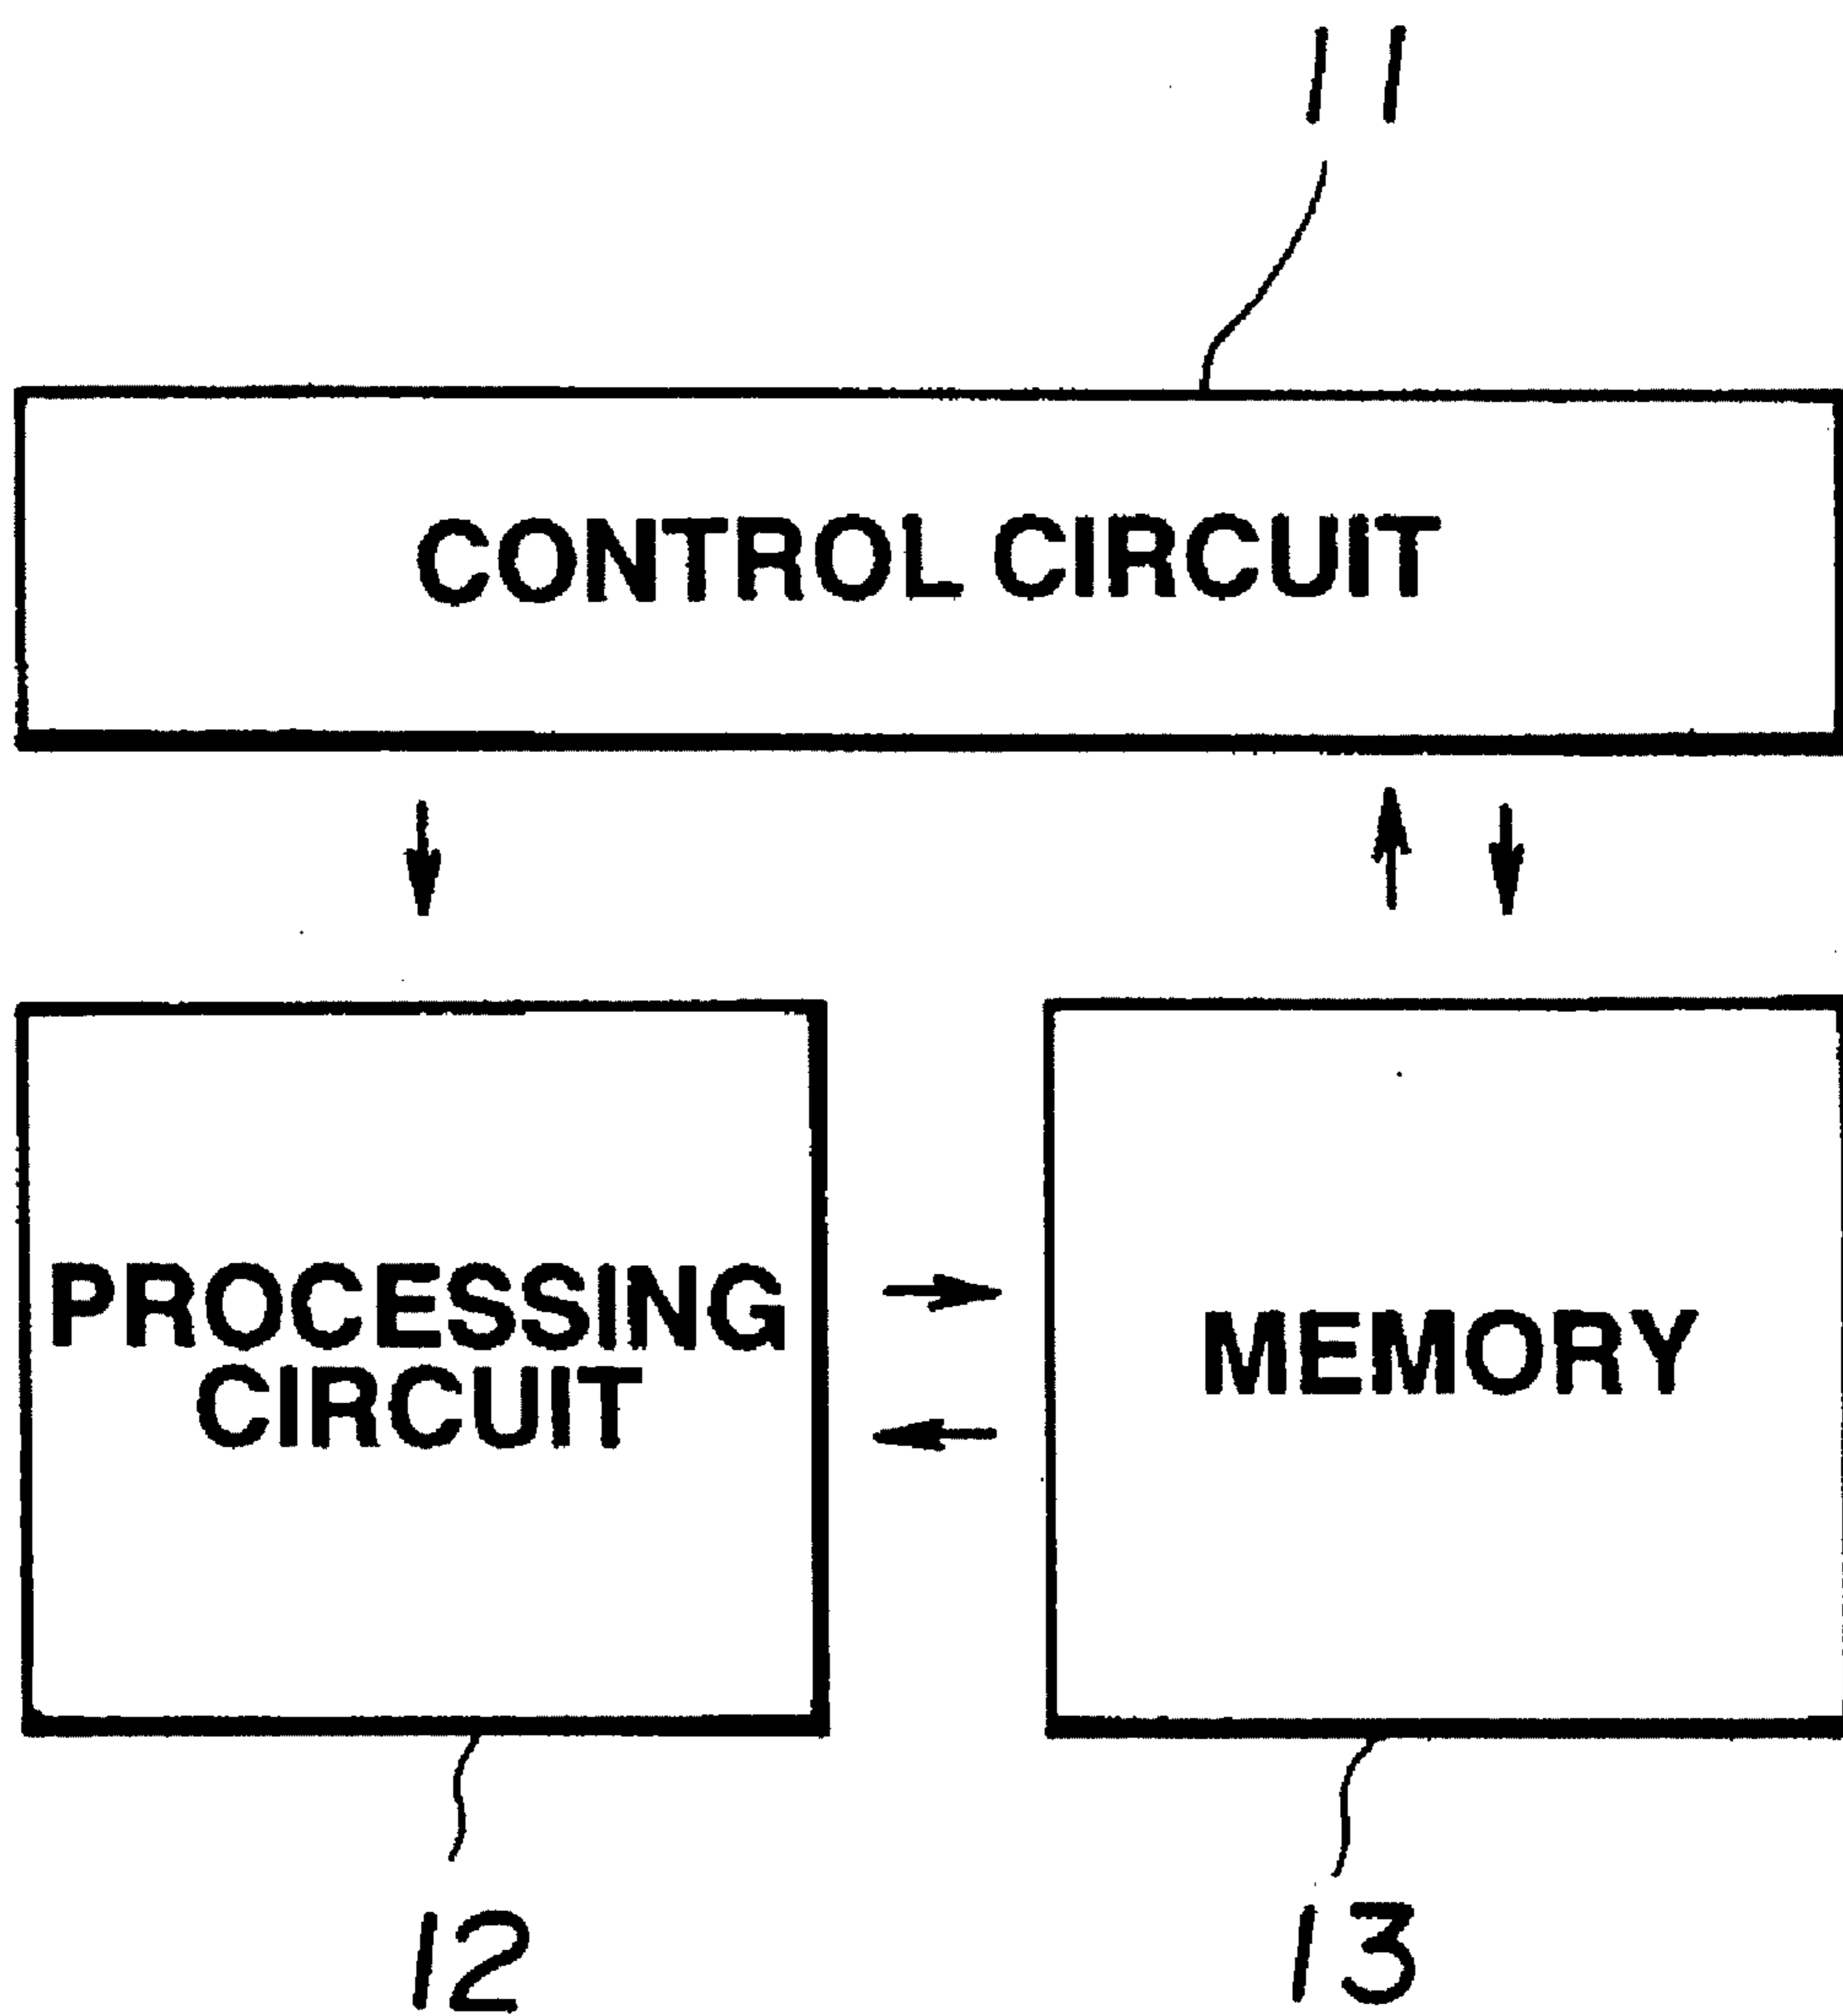 11
CONTROL CIRCUIT
PROCESSING
CIRCUIT
MEMORY
12
13